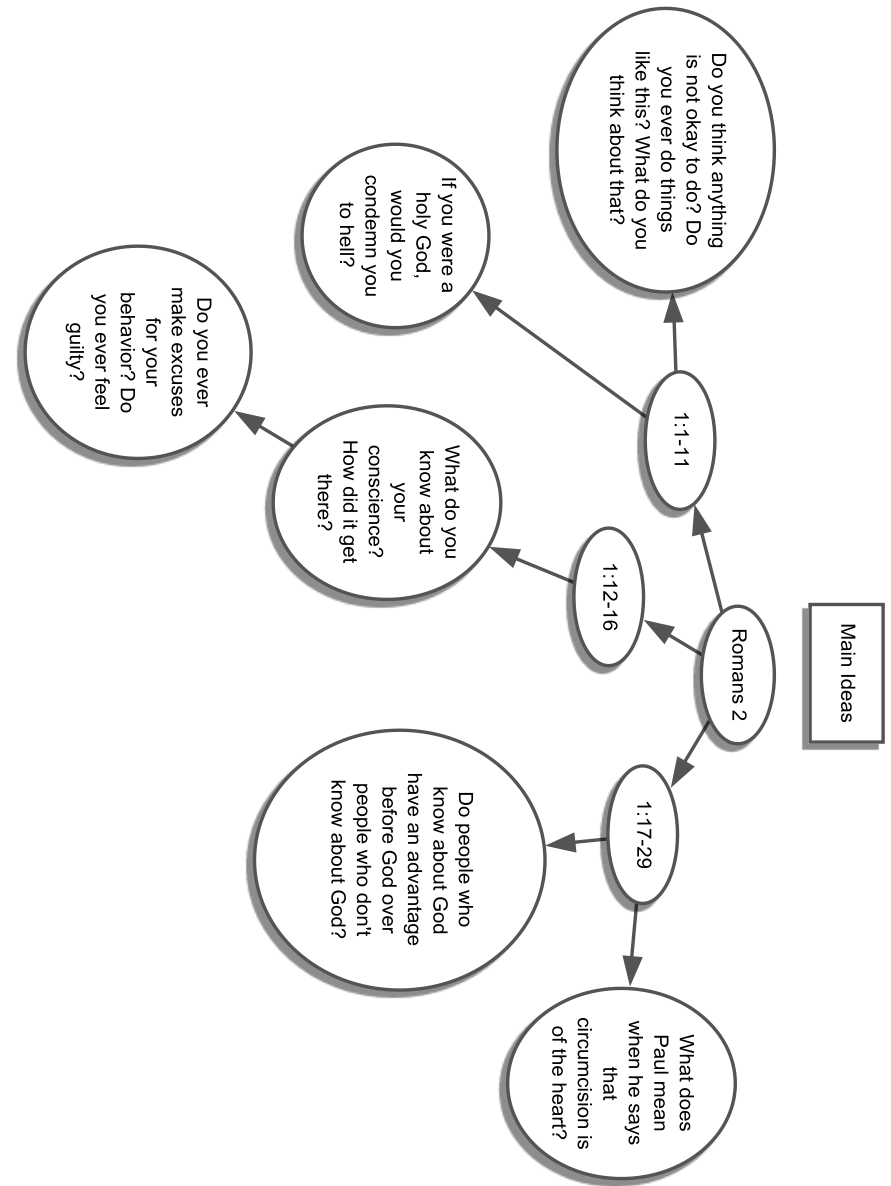 Main Ideas
Romans 2
1:1-11
1:12-16
1:17-29
Do you think anything
is not okay to do? Do
you ever do things
like this? What do you
think about that?
If you were a
holy God,
would you
condemn you
to hell?
What do you
know about
your
conscience?
How did it get
there?
Do you ever
make excuses
for your
behavior? Do
you ever feel
guilty?
Do people who
know about God
have an advantage
before God over
people who don't
know about God?
What does
Paul mean
when he says
that
circumcision is
of the heart?